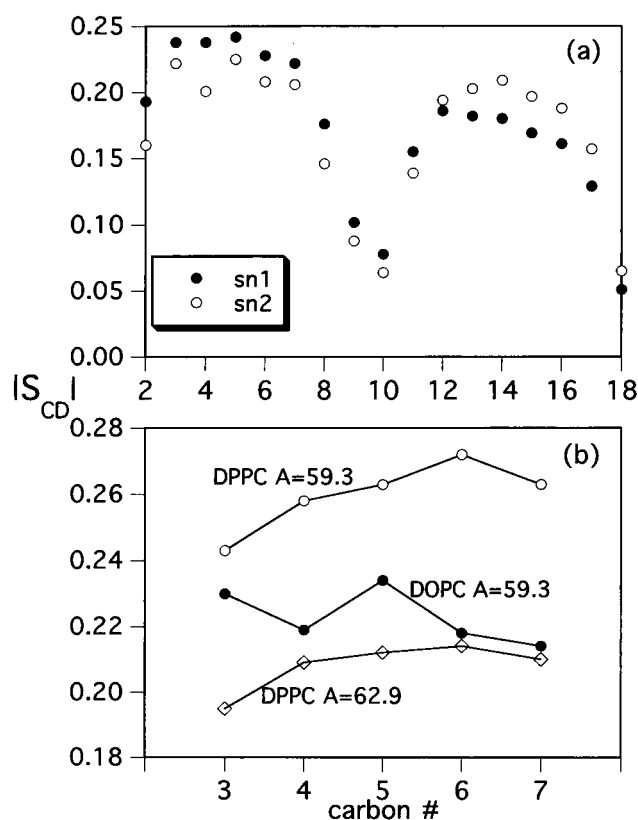 0.25
(a)
0.20
0.15
0.10
sn1
0.05
sn2
0.00
2 4 6 8 10 12 14 16 18
|S_CD|
0.28
(b)
DPPC A=59.3
0.26
0.24
DOPC A=59.3
0.22
0.20
DPPC A=62.9
0.18
3 4 5 6 7
carbon #